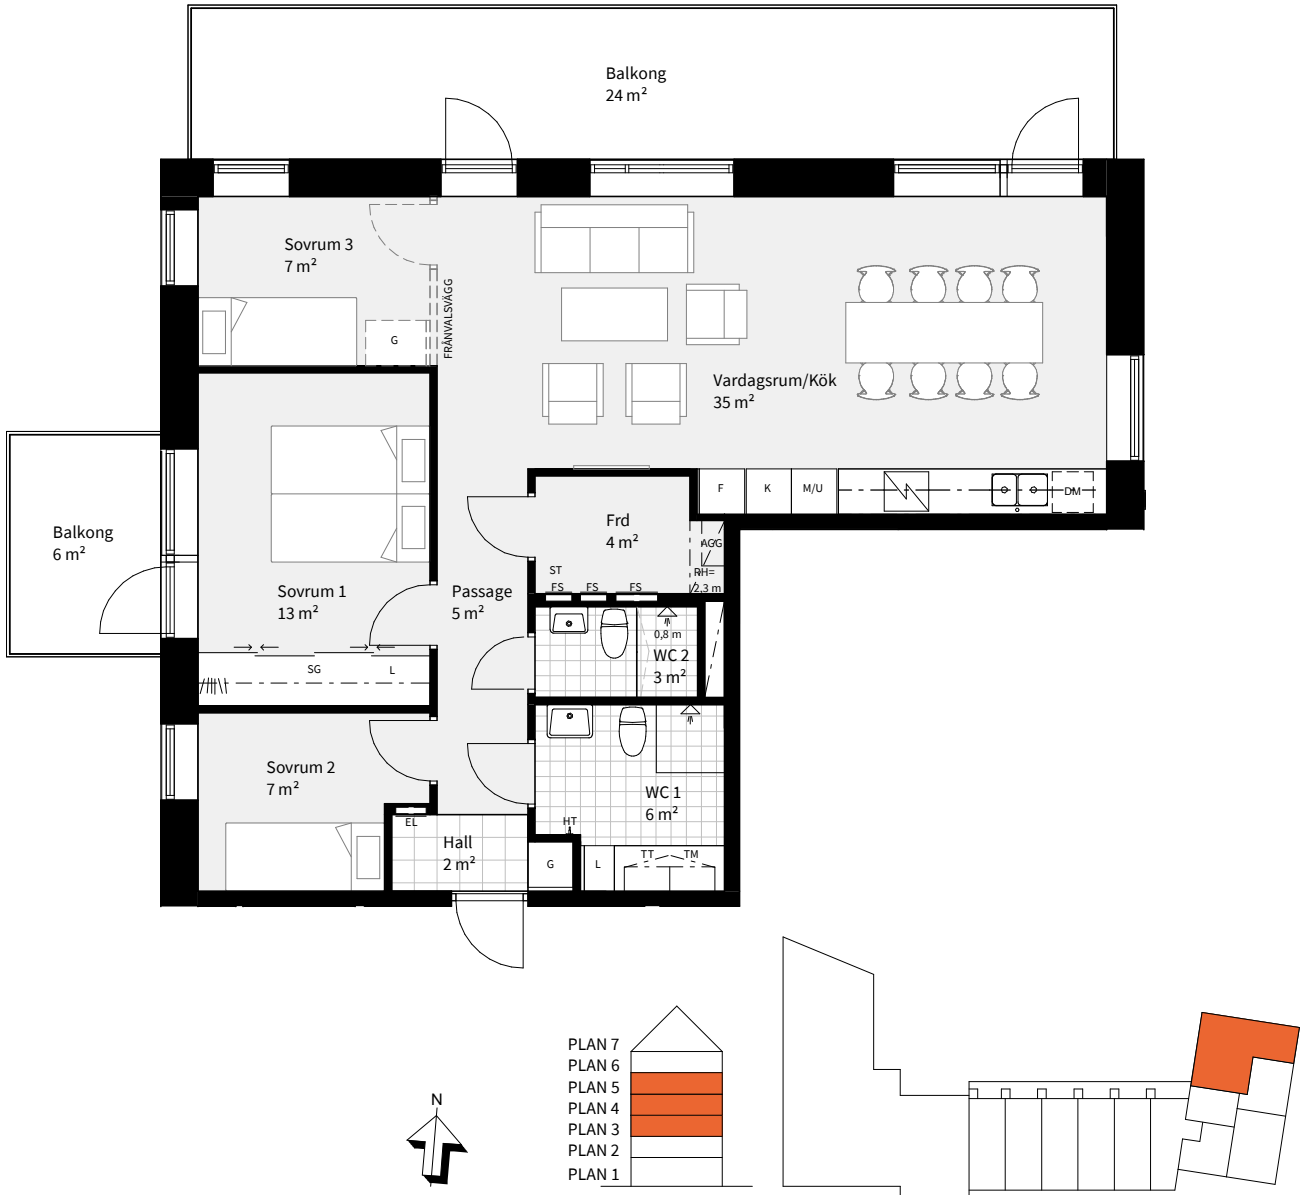 Balkong
24 m²
Sovrum 3
7 m²
G
FRÅNVALSVÄGG
Vardagsrum/Kök
35 m²
F
K
M/U
DM
Balkong
6 m²
Frd
4 m²
AGG
RH=
2,3 m
ST
FS
FS
FS
Sovrum 1
13 m²
Passage
5 m²
0,8 m
WC 2
3 m²
SG
L
Sovrum 2
7 m²
WC 1
6 m²
EL
Hall
2 m²
HT
G
L
TT
TM
PLAN 7
PLAN 6
PLAN 5
PLAN 4
PLAN 3
PLAN 2
PLAN 1
N